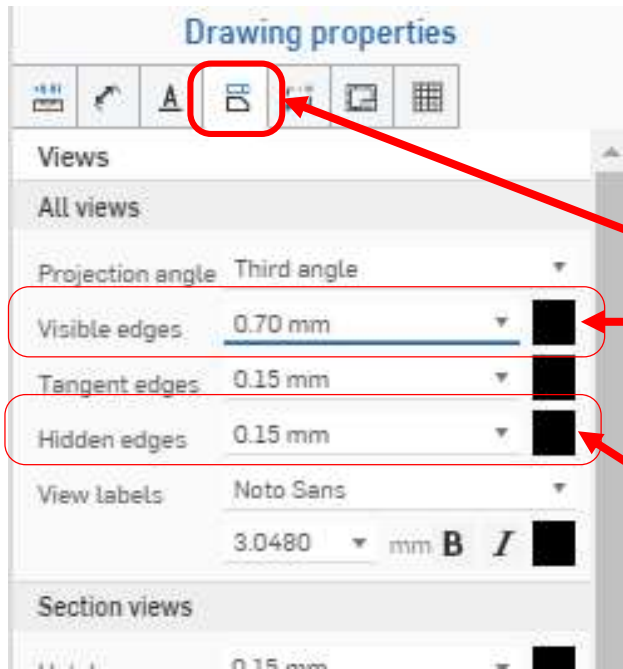 Drawing properties
A
Views
All views
Projection angle Third angle
Visible edges 0.70 mm
Tangent edges 0.15 mm
Hidden edges 0.15 mm
View labels Noto Sans
3.0480 mm B I
Section views
0.15 mm